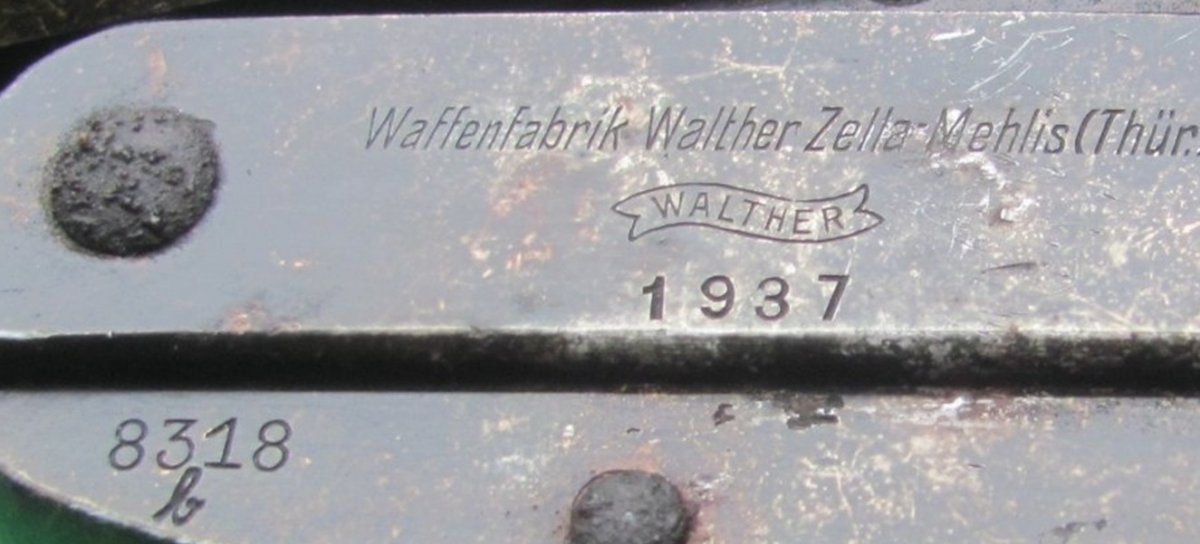 Waffenfabrik Walther Zella-Mehlis (Thür.)
WALTHER
1937
8318
b